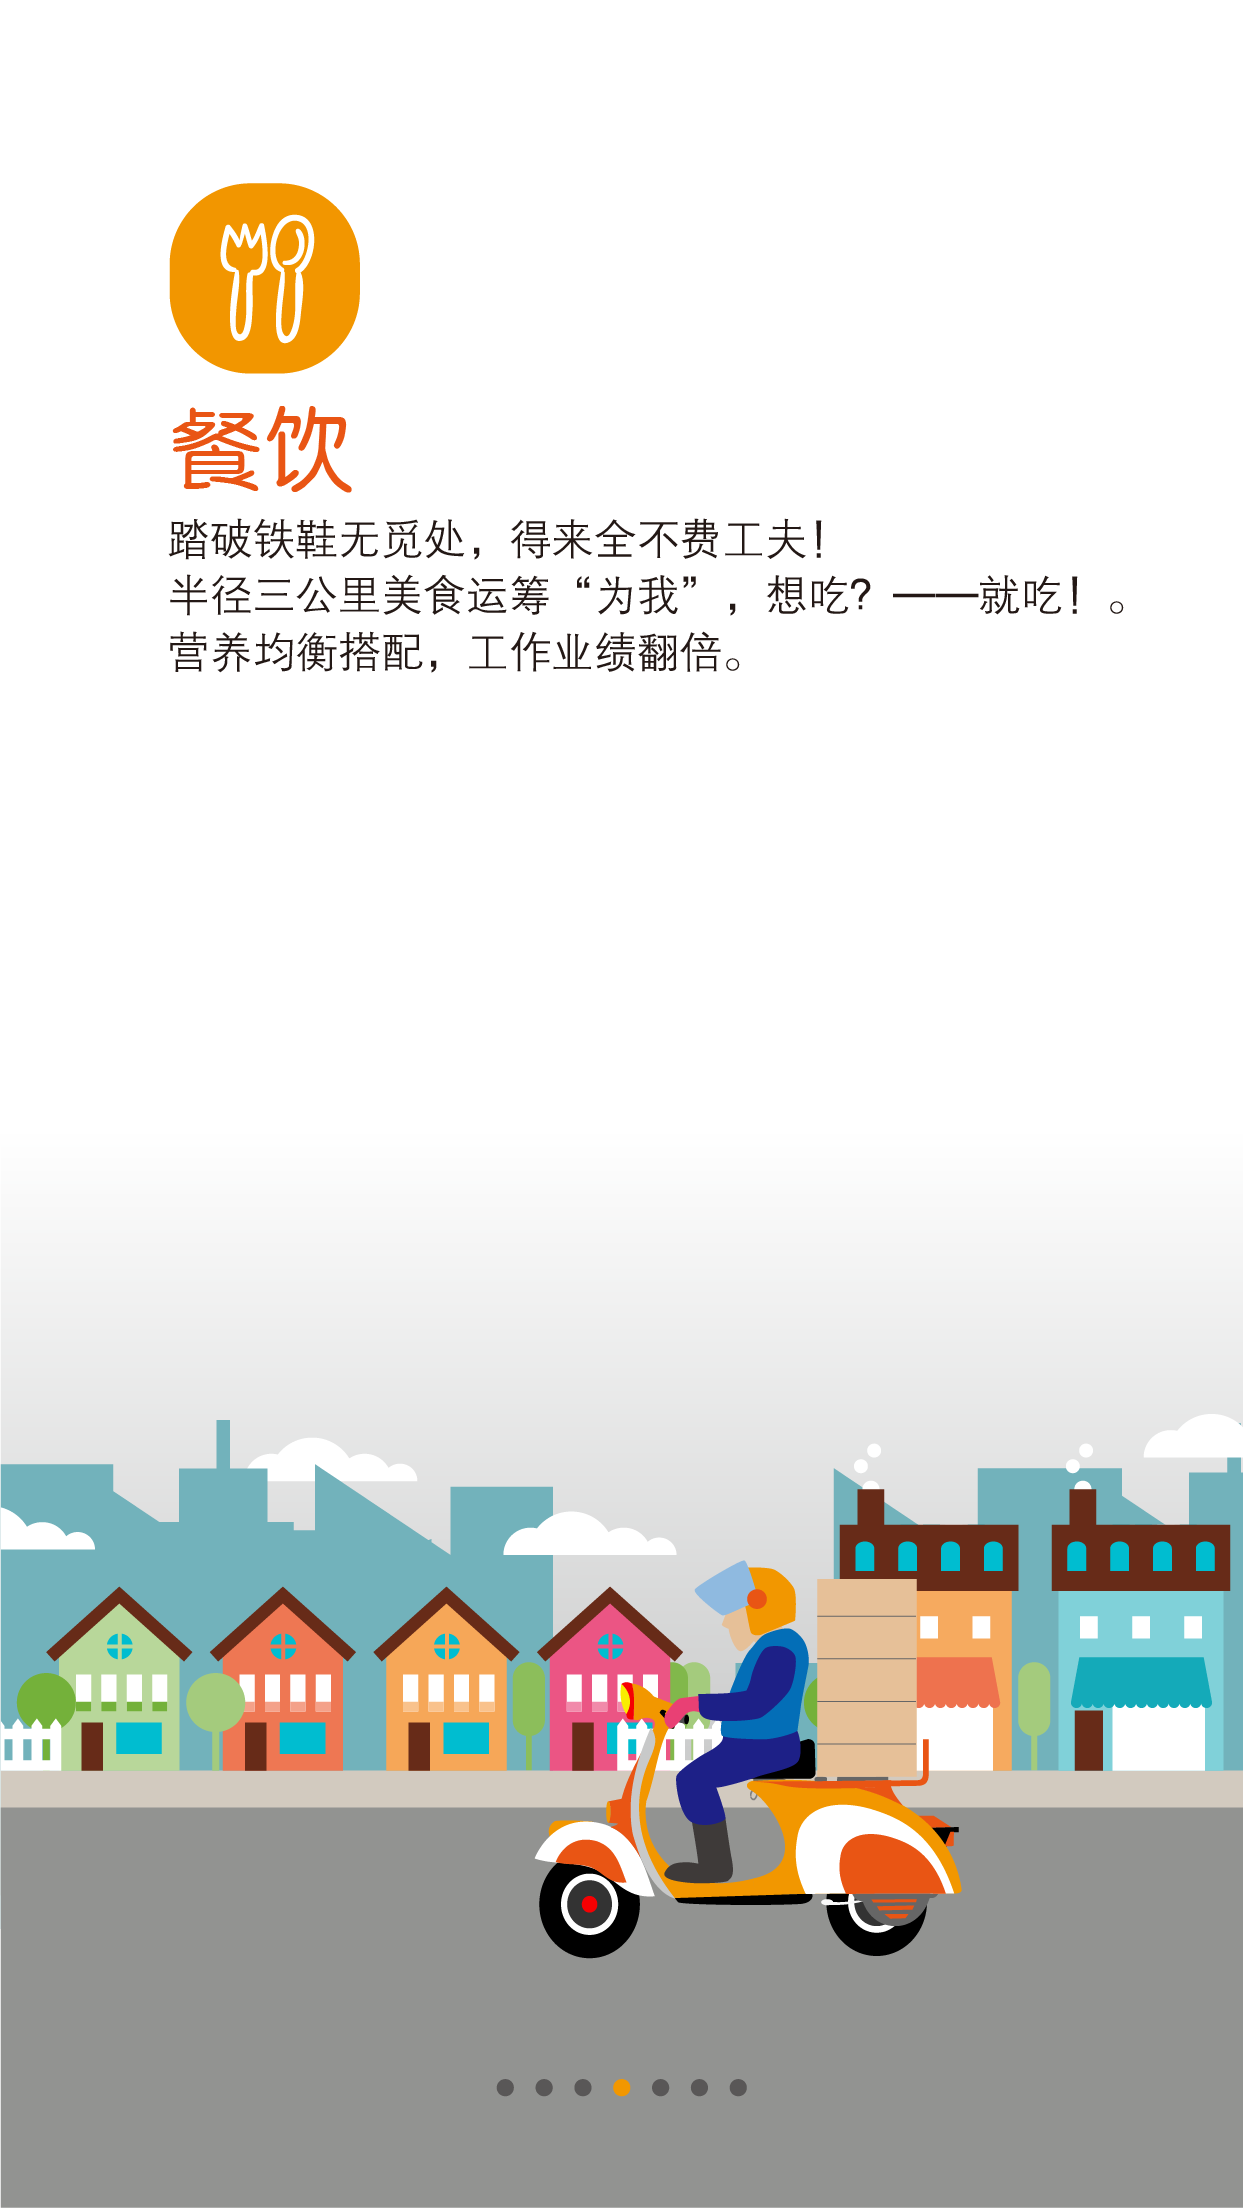 餐饮
踏破铁鞋无觅处，得来全不费工夫！
半径三公里美食运筹“为我”，想吃？——就吃！。
营养均衡搭配，工作业绩翻倍。